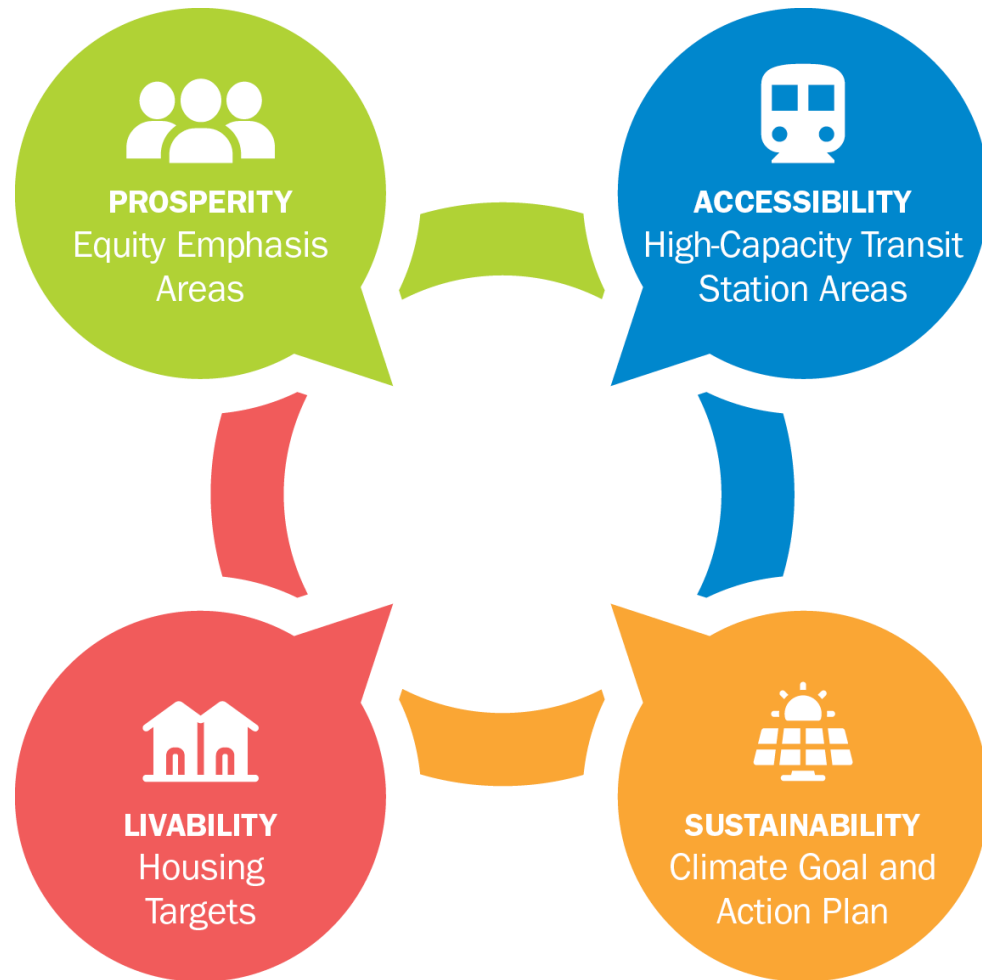 PROSPERITY
Equity Emphasis
Areas
ACCESSIBILITY
High-Capacity Transit
Station Areas
LIVABILITY
Housing
Targets
SUSTAINABILITY
Climate Goal and
Action Plan